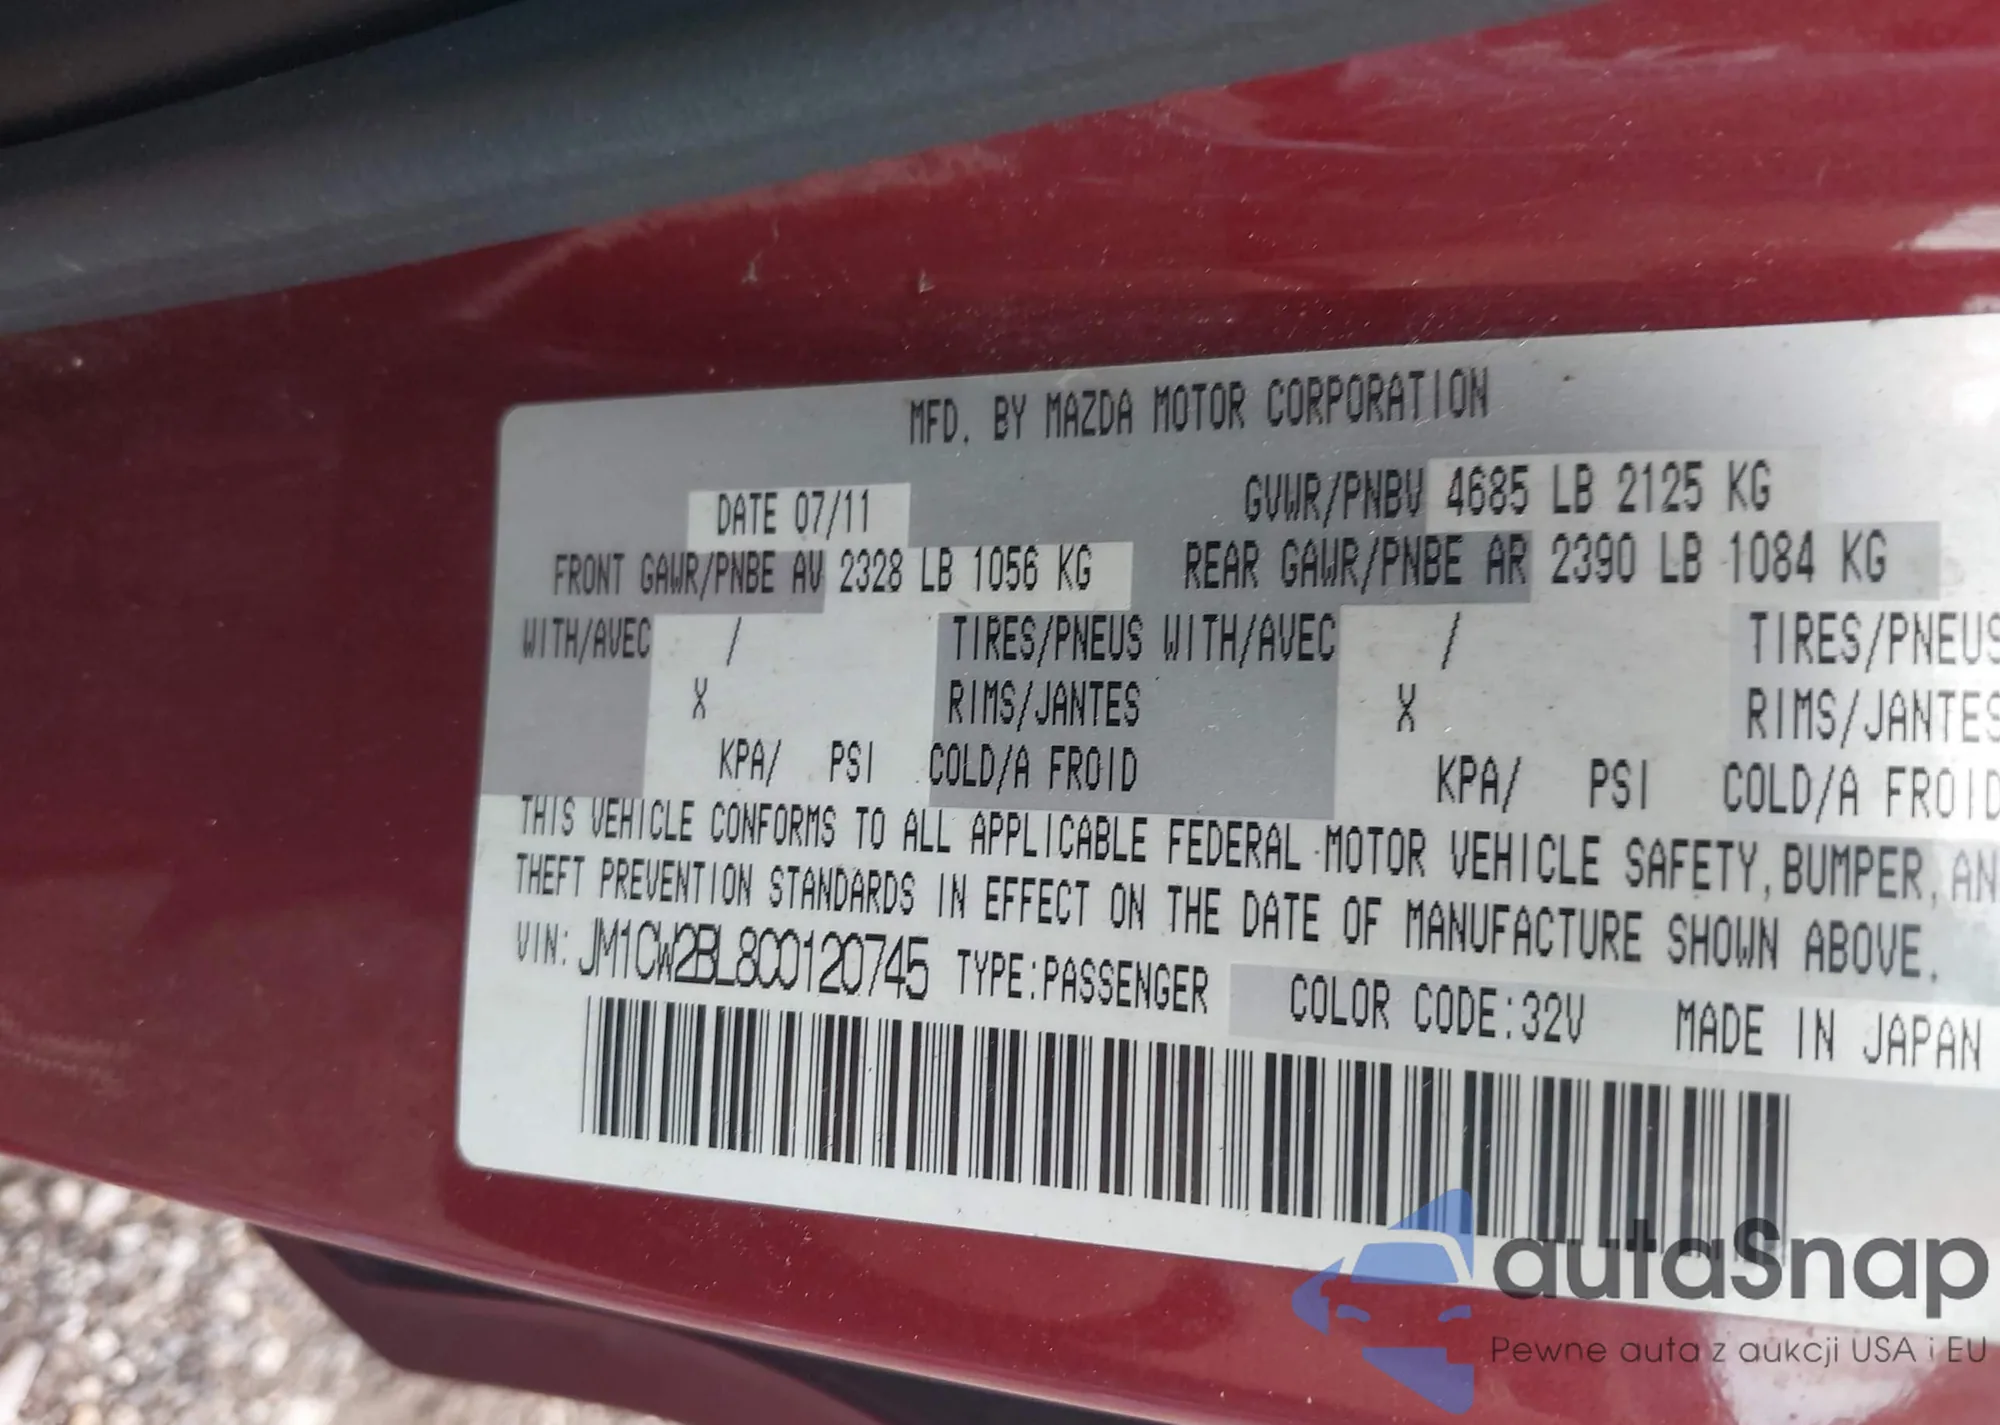 MFD. BY MAZDA MOTOR CORPORATION
DATE 07/11 GVWR/PNBV 4685 LB 2125 KG
FRONT GAWR/PNBE AV 2328 LB 1056 KG REAR GAWR/PNBE AR 2390 LB 1084 KG
WITH/AVEC / TIRES/PNEUS WITH/AVEC / TIRES/PNEUS
X RIMS/JANTES X RIMS/JANTES
KPA/ PSI COLD/A FROID KPA/ PSI COLD/A FROID
THIS VEHICLE CONFORMS TO ALL APPLICABLE FEDERAL MOTOR VEHICLE SAFETY, BUMPER, AN
THEFT PREVENTION STANDARDS IN EFFECT ON THE DATE OF MANUFACTURE SHOWN ABOVE.
VIN: JM1CW2BL8C0120745 TYPE:PASSENGER COLOR CODE:32V MADE IN JAPAN
autaSnap
Pewne auta z aukcji USA i EU